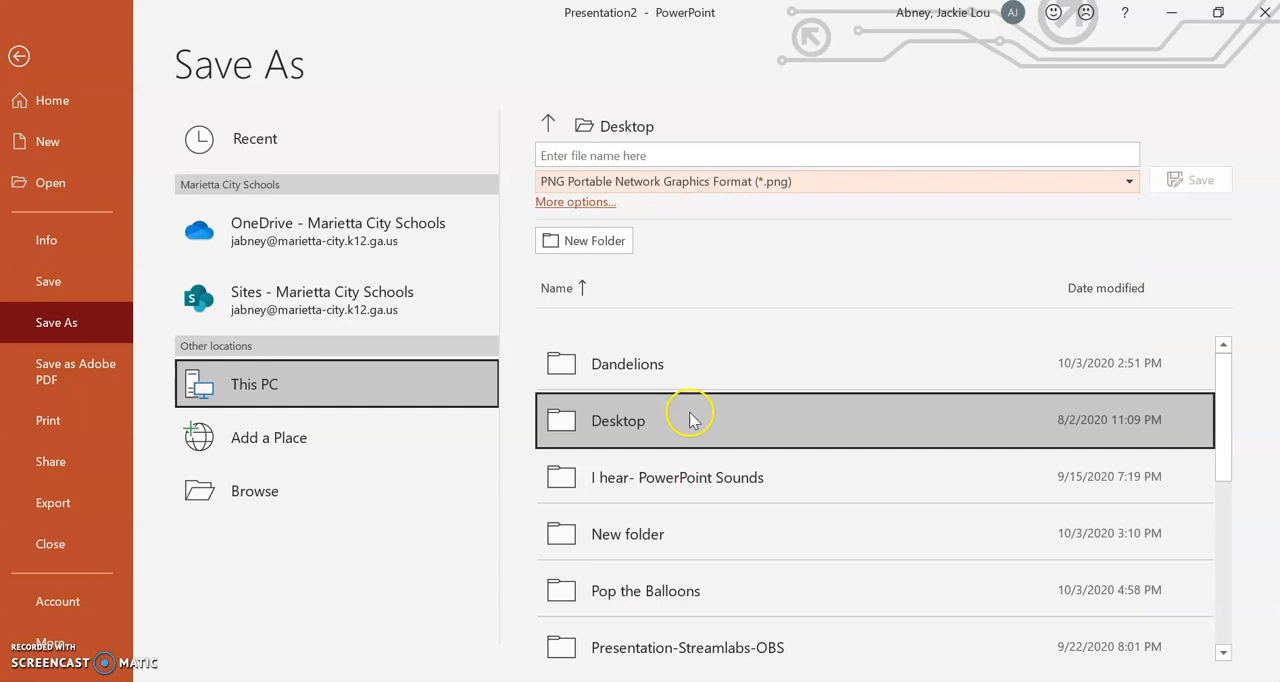 Presentation2 - PowerPoint
Abney, Jackie Lou
AJ
?
Save As
Home
New
Open
Info
Save
Save As
Save as Adobe
PDF
Print
Share
Export
Close
Account
More...
RECORDED WITH
SCREENCAST MATIC
Recent
Marietta City Schools
OneDrive - Marietta City Schools
jabney@marietta-city.k12.ga.us
S
Sites - Marietta City Schools
jabney@marietta-city.k12.ga.us
Other locations
This PC
Add a Place
Browse
Desktop
Enter file name here
PNG Portable Network Graphics Format (*.png)
Save
More options...
New Folder
Name
Date modified
Dandelions 10/3/2020 2:51 PM
Desktop 8/2/2020 11:09 PM
I hear- PowerPoint Sounds 9/15/2020 7:19 PM
New folder 10/3/2020 3:10 PM
Pop the Balloons 10/3/2020 4:58 PM
Presentation-Streamlabs-OBS 9/22/2020 8:01 PM